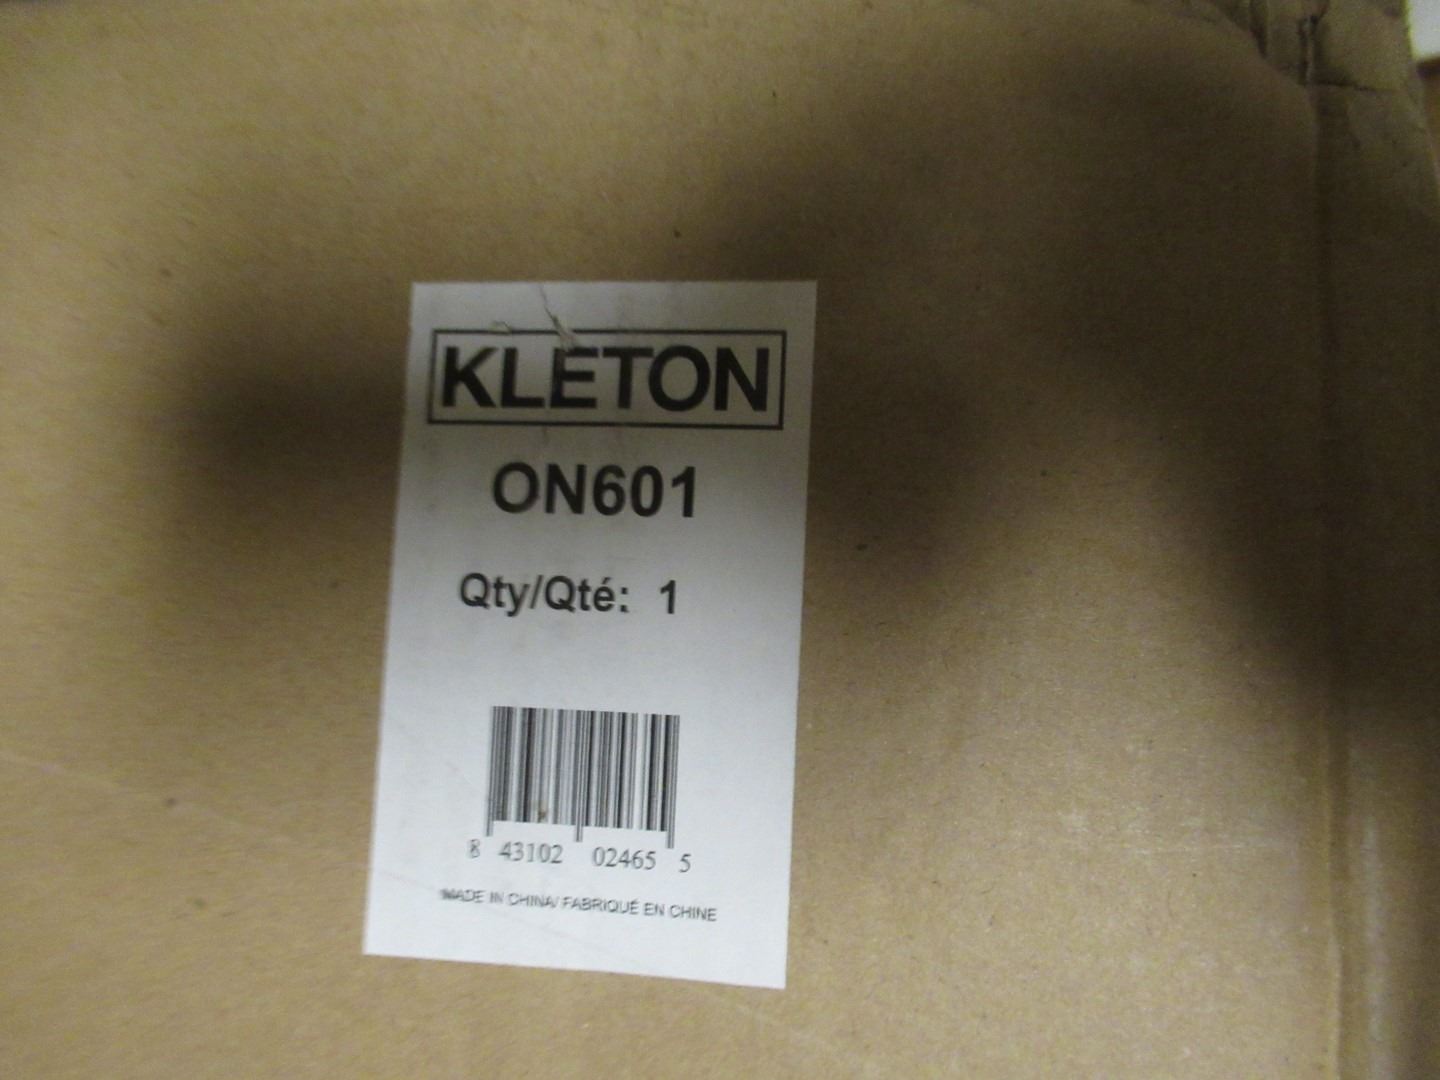 KLETON
ON601
Qty/Qté: 1
8 43102 02465 5
MADE IN CHINA/ FABRIQUÉ EN CHINE